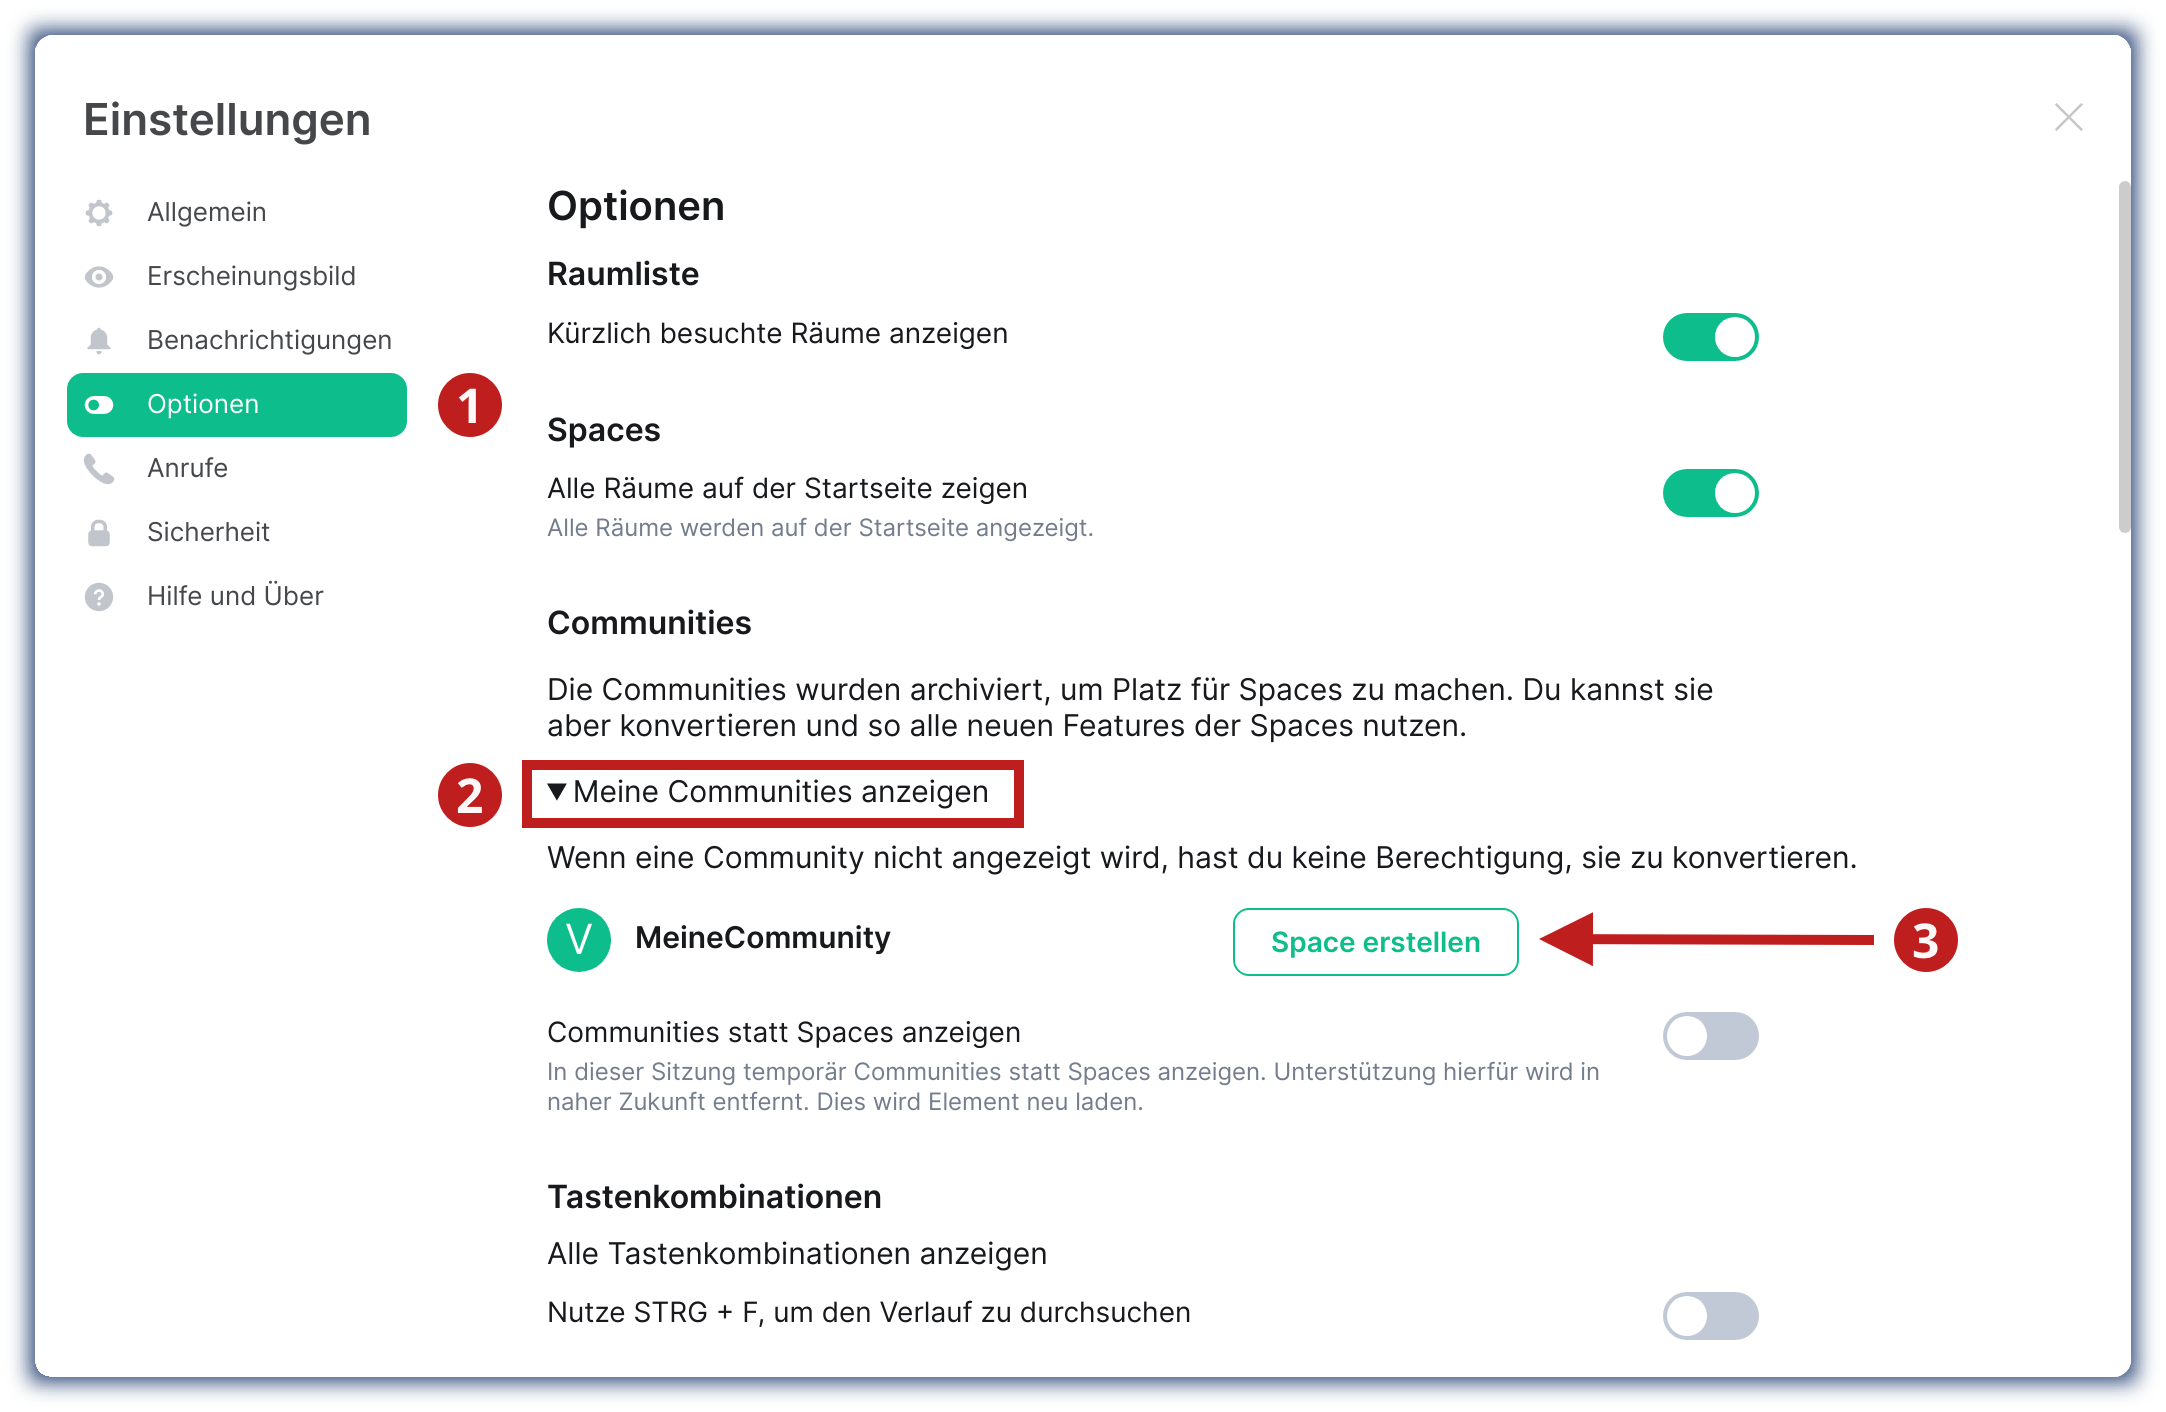 Einstellungen
Allgemein
Erscheinungsbild
Benachrichtigungen
Optionen
1
Anrufe
Sicherheit
Hilfe und Über
Optionen
Raumliste
Kürzlich besuchte Räume anzeigen
Spaces
Alle Räume auf der Startseite zeigen
Alle Räume werden auf der Startseite angezeigt.
Communities
Die Communities wurden archiviert, um Platz für Spaces zu machen. Du kannst sie
aber konvertieren und so alle neuen Features der Spaces nutzen.
2
Meine Communities anzeigen
Wenn eine Community nicht angezeigt wird, hast du keine Berechtigung, sie zu konvertieren.
V MeineCommunity Space erstellen 3
Communities statt Spaces anzeigen
In dieser Sitzung temporär Communities statt Spaces anzeigen. Unterstützung hierfür wird in
naher Zukunft entfernt. Dies wird Element neu laden.
Tastenkombinationen
Alle Tastenkombinationen anzeigen
Nutze STRG + F, um den Verlauf zu durchsuchen